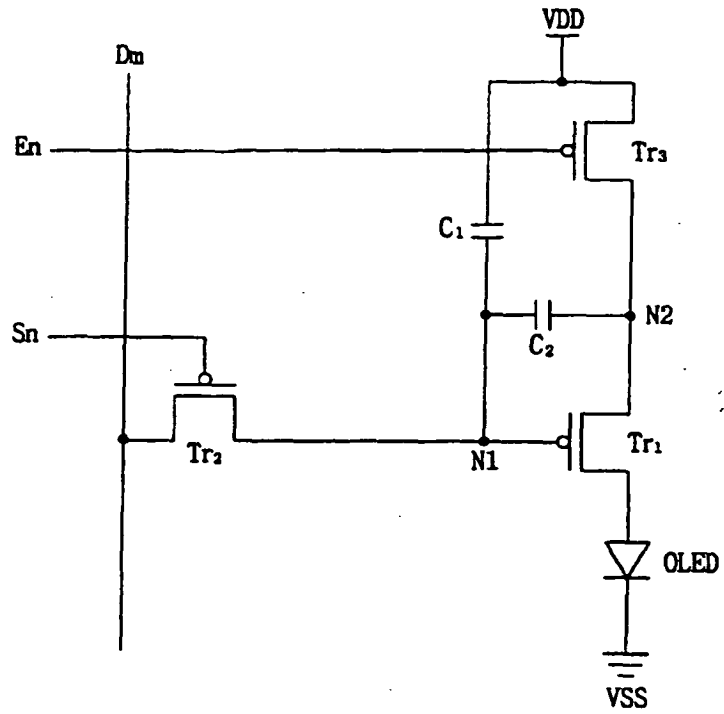 VDD
Dm
En
Tr₃
C₁
N2
Sn
C₂
Tr₂
N1
Tr₁
OLED
VSS